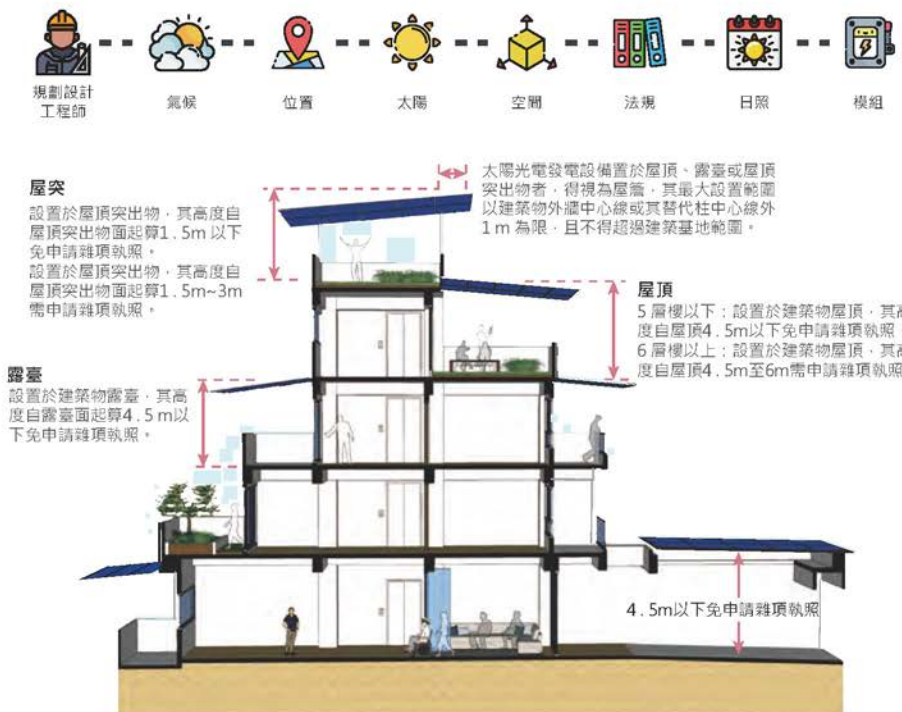 規劃設計
工程師
氣候
位置
太陽
空間
法規
日照
模組
太陽光電發電設備置於屋頂、露臺或屋頂
突出物者，得視為屋簷，其最大設置範圍
以建築物外牆中心線或其替代柱中心線外
1m 為限，且不得超過建築基地範圍。
屋突
設置於屋頂突出物，其高度自
屋頂突出物面起算1.5m 以下
免申請雜項執照。
設置於屋頂突出物，其高度自
屋頂突出物面起算1.5m~3m
需申請雜項執照。
屋頂
5 層樓以下：設置於建築物屋頂，其高
度自屋頂4.5m以下免申請雜項執照
6 層樓以上：設置於建築物屋頂，其高
度自屋頂4.5m至6m需申請雜項執照
露臺
設置於建築物露臺，其高
度自露臺面起算4.5m以
下免申請雜項執照。
4.5m以下免申請雜項執照